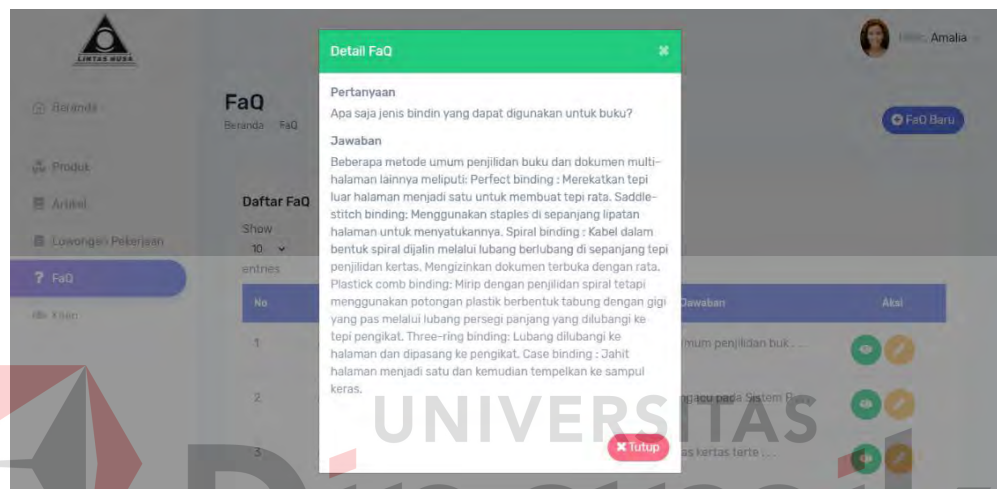 LINTAS NUSA
Amalia
Beranda
Produk
Artikel
Lowongan Pekerjaan
? FaQ
Klien
FaQ
Beranda FaQ
+ FaQ Baru
Daftar FaQ
Show
10
entries
No
Jawaban
Aksi
1
mum penjilidan buk . . .
2
ngacu pada Sistem P
3
as kertas terte . . .
Detail FaQ
×
Pertanyaan
Apa saja jenis bindin yang dapat digunakan untuk buku?
Jawaban
Beberapa metode umum penjilidan buku dan dokumen multi-
halaman lainnya meliputi: Perfect binding : Merekatkan tepi
luar halaman menjadi satu untuk membuat tepi rata. Saddle-
stitch binding: Menggunakan staples di sepanjang lipatan
halaman untuk menyatukannya. Spiral binding : Kabel dalam
bentuk spiral dijalin melalui lubang berlubang di sepanjang tepi
penjilidan kertas. Mengizinkan dokumen terbuka dengan rata.
Plastick comb binding: Mirip dengan penjilidan spiral tetapi
menggunakan potongan plastik berbentuk tabung dengan gigi
yang pas melalui lubang persegi panjang yang dilubangi ke
tepi pengikat. Three-ring binding: Lubang dilubangi ke
halaman dan dipasang ke pengikat. Case binding : Jahit
halaman menjadi satu dan kemudian tempelkan ke sampul
keras.
× Tutup
UNIVERSITAS